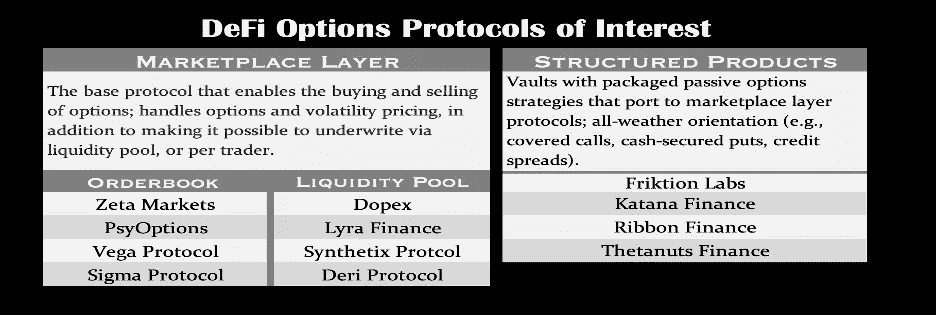 DeFi Options Protocols of Interest
MARKETPLACE LAYER
The base protocol that enables the buying and selling
of options; handles options and volatility pricing, in
addition to making it possible to underwrite via
liquidity pool, or per trader.
ORDERBOOK
Zeta Markets
PsyOptions
Vega Protocol
Sigma Protocol
LIQUIDITY POOL
Dopex
Lyra Finance
Synthetix Protcol
Deri Protocol
STRUCTURED PRODUCTS
Vaults with packaged passive options
strategies that port to marketplace layer
protocols; all-weather orientation (e.g.,
covered calls, cash-secured puts, credit
spreads).
Friktion Labs
Katana Finance
Ribbon Finance
Thetanuts Finance